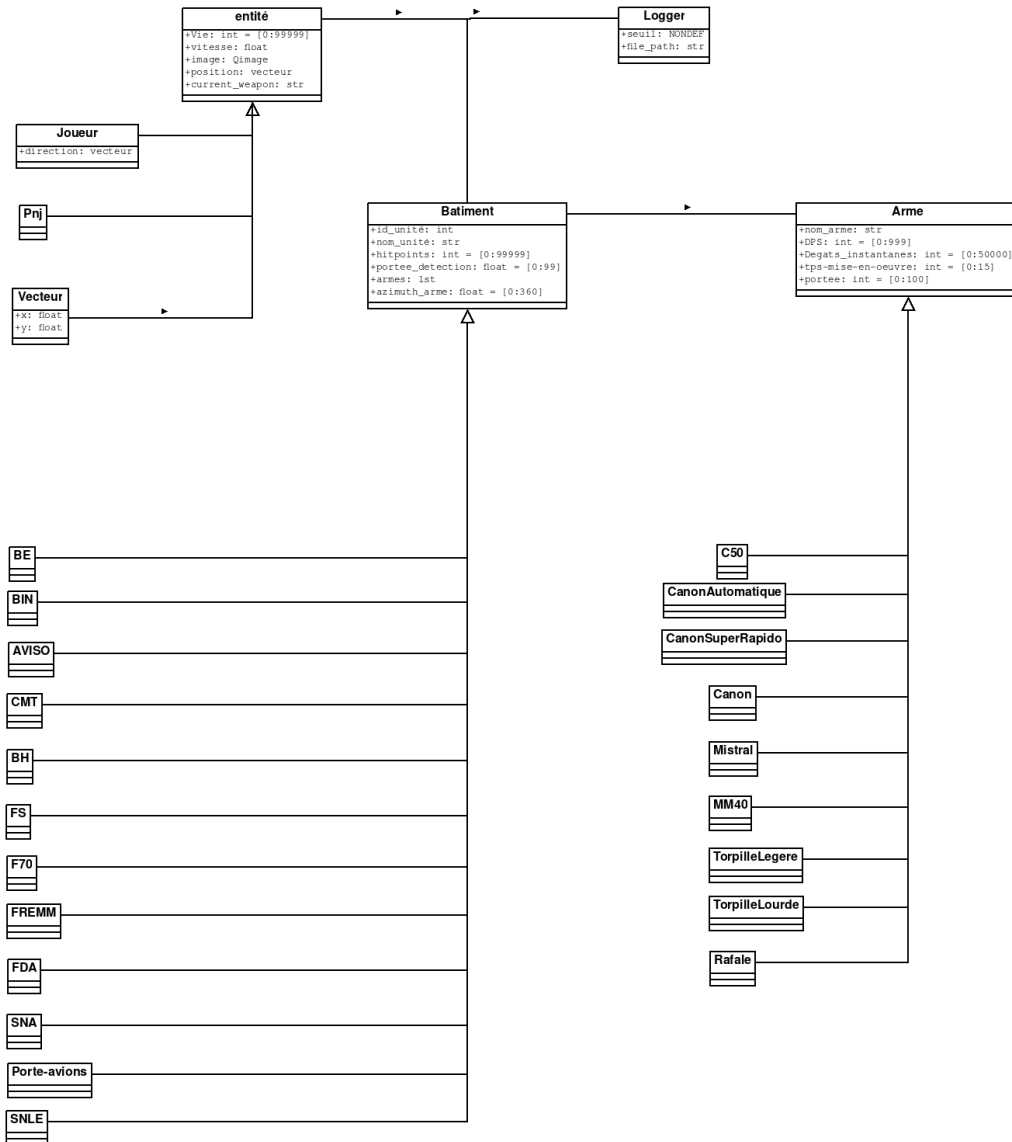 entité
+Vie: int = [0:99999]
+vitesse: float
+image: Qimage
+position: vecteur
+current_weapon: str
Logger
+seuil: NONDEF
+file_path: str
Joueur
+direction: vecteur
Pnj
Vecteur
+x: float
+y: float
Batiment
+id_unité: int
+nom_unité: str
+hitpoints: int = [0:99999]
+portee_detection: float = [0:99]
+armes: lst
+azimuth_arme: float = [0:360]
Arme
+nom_arme: str
+DPS: int = [0:999]
+Degats_instantanes: int = [0:50000]
+tps-mise-en-oeuvre: int = [0:15]
+portee: int = [0:100]
BE
BIN
AVISO
CMT
BH
FS
F70
FREMM
FDA
SNA
Porte-avions
SNLE
C50
CanonAutomatique
CanonSuperRapido
Canon
Mistral
MM40
TorpilleLegere
TorpilleLourde
Rafale